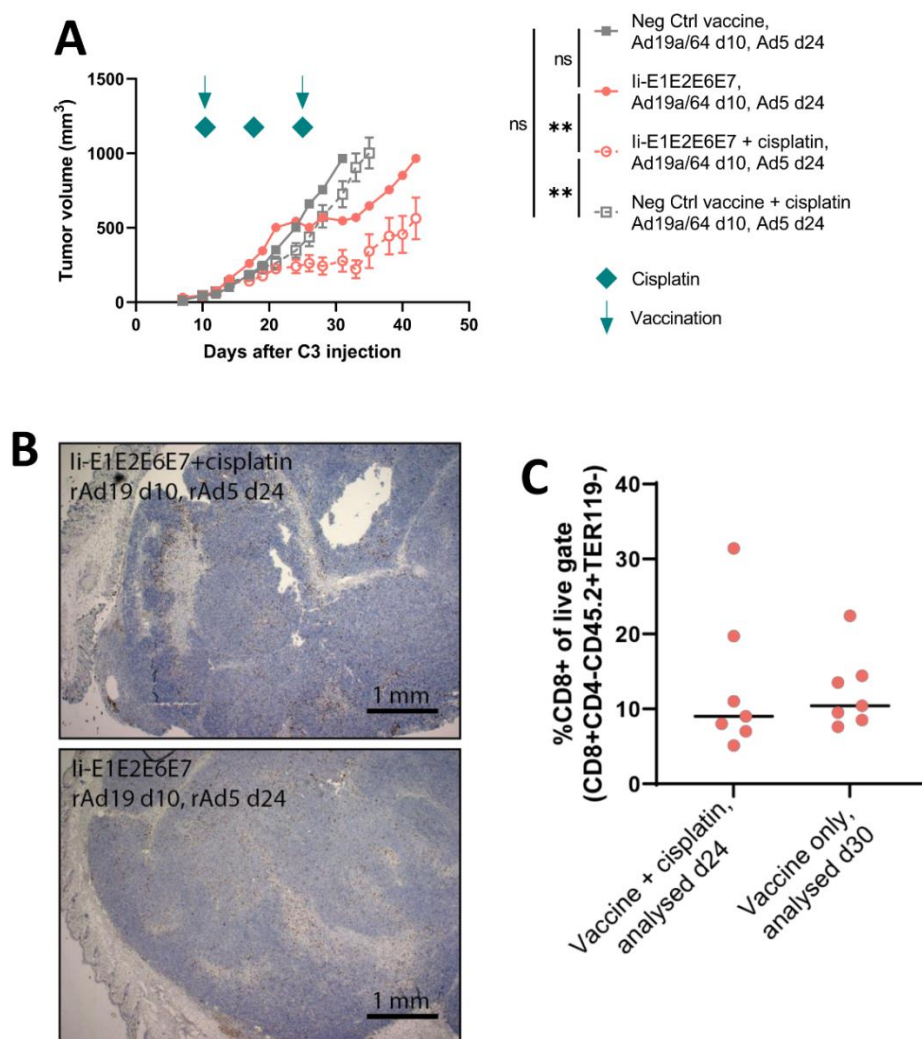 A
Tumor volume (mm³)
1500
1000
500
0
0 10 20 30 40 50
Days after C3 injection
ns
ns
**
**
Neg Ctrl vaccine,
Ad19a/64 d10, Ad5 d24
Ii-E1E2E6E7,
Ad19a/64 d10, Ad5 d24
Ii-E1E2E6E7 + cisplatin,
Ad19a/64 d10, Ad5 d24
Neg Ctrl vaccine + cisplatin
Ad19a/64 d10, Ad5 d24
Cisplatin
Vaccination
B
Ii-E1E2E6E7+cisplatin
rAd19 d10, rAd5 d24
1 mm
Ii-E1E2E6E7
rAd19 d10, rAd5 d24
1 mm
C
%CD8+ of live gate
(CD8+CD4-CD45.2+TER119-)
40
30
20
10
0
Vaccine + cisplatin,
analysed d24
Vaccine only,
analysed d30